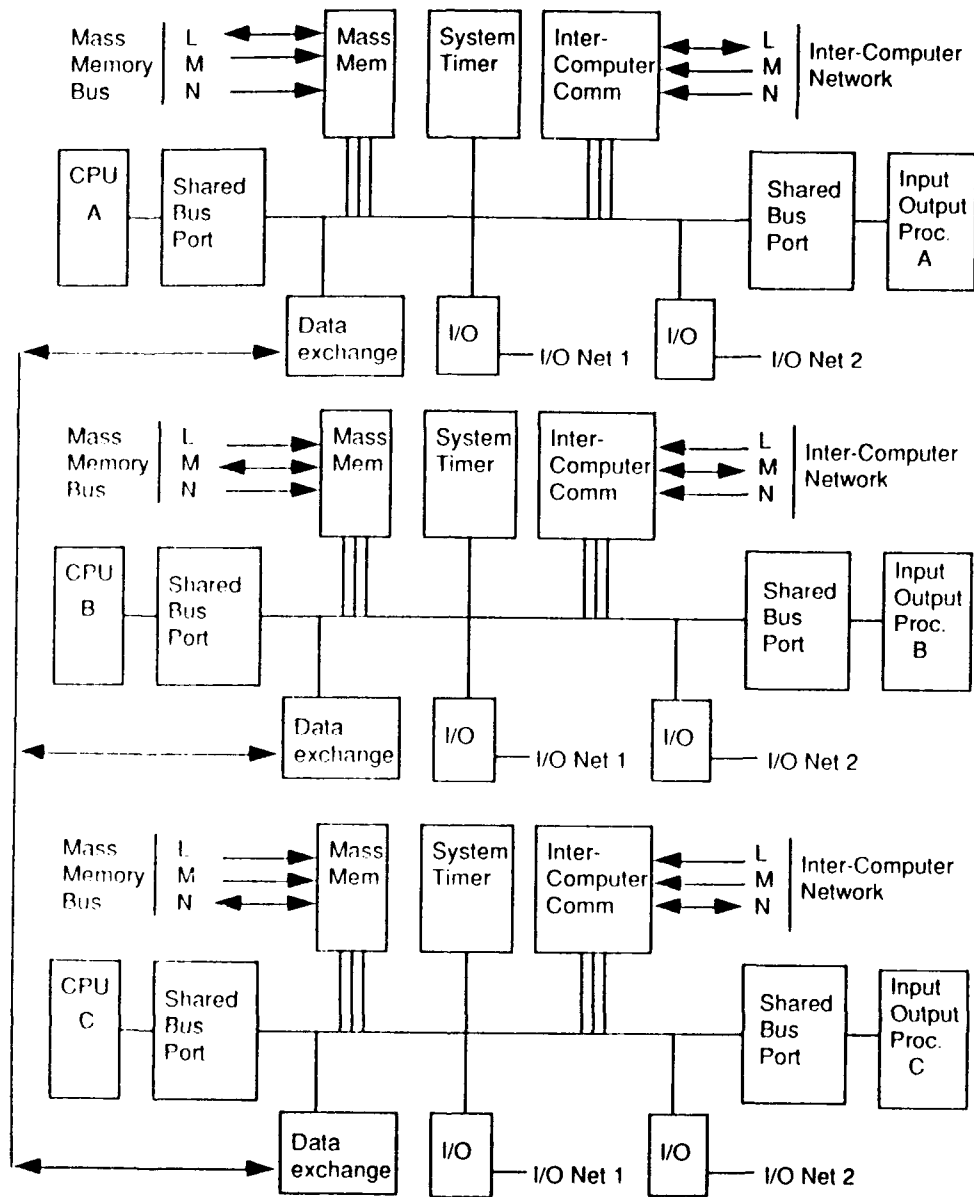 Mass
Memory
Bus
L
M
N
Mass
Mem
System
Timer
Inter-
Computer
Comm
L
M
N
Inter-Computer
Network
CPU
A
Shared
Bus
Port
Shared
Bus
Port
Input
Output
Proc.
A
Data
exchange
I/O
I/O Net 1
I/O
I/O Net 2
Mass
Memory
Bus
L
M
N
Mass
Mem
System
Timer
Inter-
Computer
Comm
L
M
N
Inter-Computer
Network
CPU
B
Shared
Bus
Port
Shared
Bus
Port
Input
Output
Proc.
B
Data
exchange
I/O
I/O Net 1
I/O
I/O Net 2
Mass
Memory
Bus
L
M
N
Mass
Mem
System
Timer
Inter-
Computer
Comm
L
M
N
Inter-Computer
Network
CPU
C
Shared
Bus
Port
Shared
Bus
Port
Input
Output
Proc.
C
Data
exchange
I/O
I/O Net 1
I/O
I/O Net 2